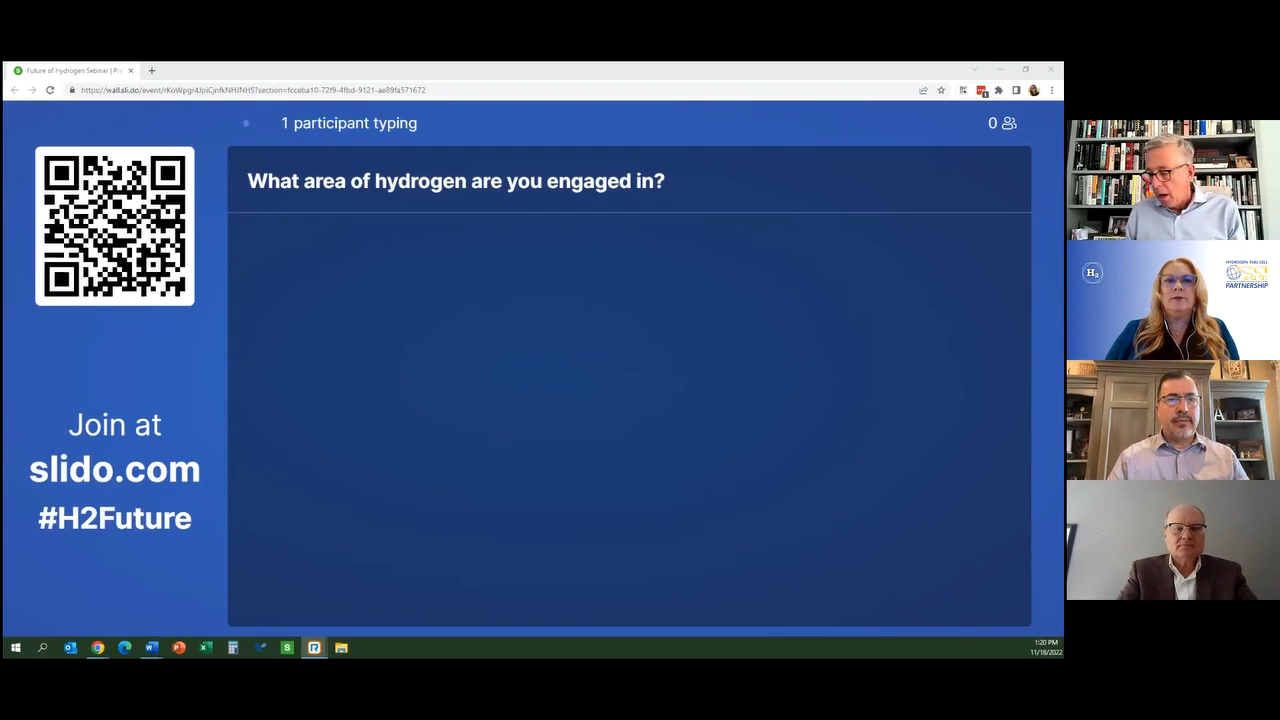 Future of Hydrogen Sebinar | Pre
https://wall.sli.do/event/rKoWpgr4JpiCjnfkNHJNHS?section=fcceba10-72f9-4fbd-9121-ae89fa571672
1 participant typing
0
What area of hydrogen are you engaged in?
Join at
slido.com
#H2Future
H2
HYDROGEN FUEL CELL
PARTNERSHIP
1:20 PM
11/18/2022